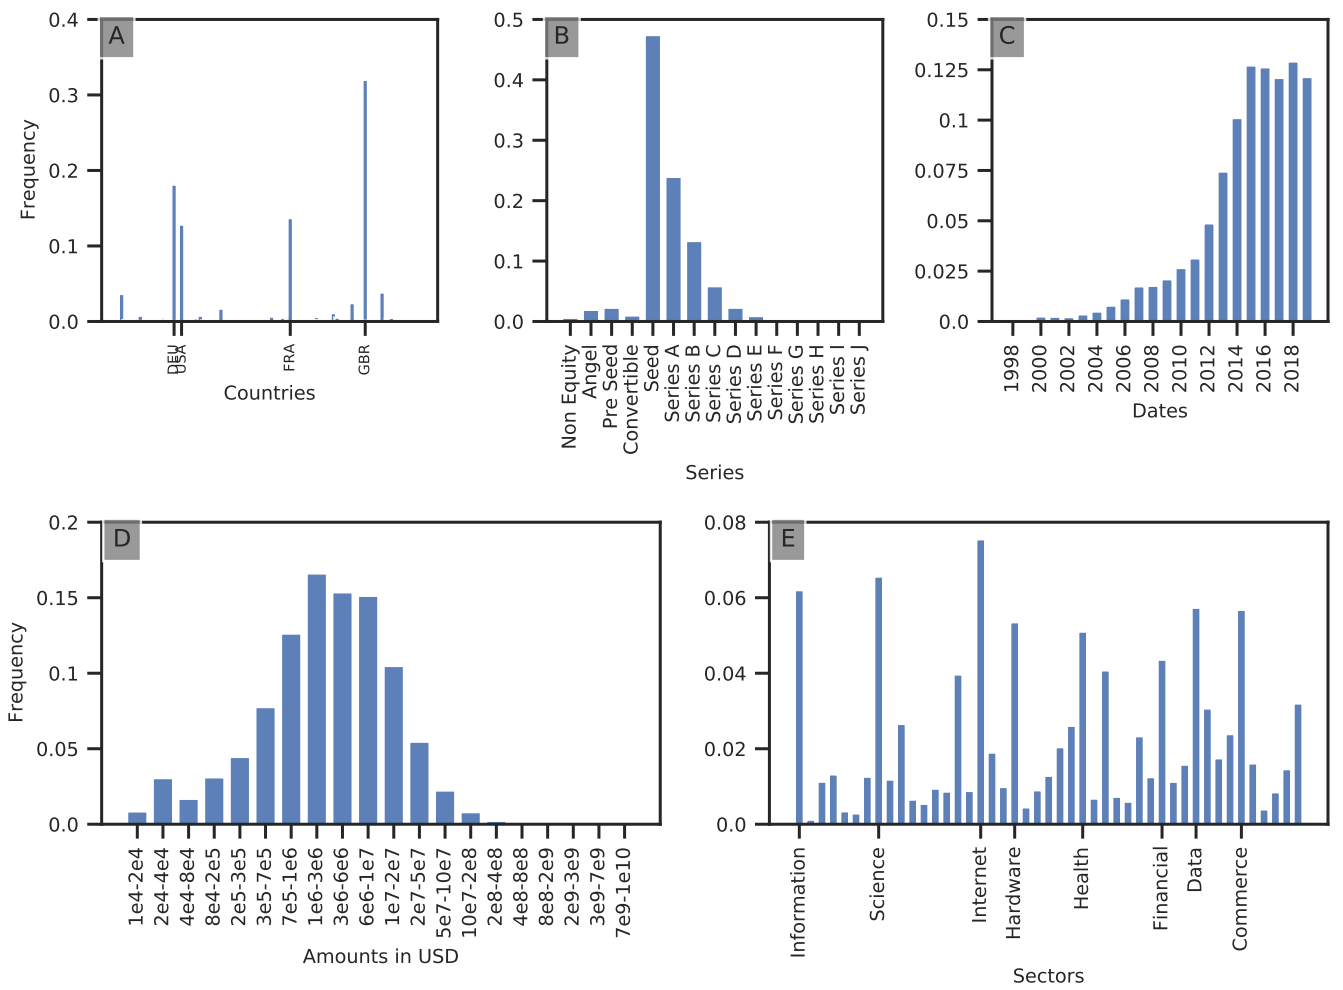 A
0.4
0.3
0.2
0.1
0.0
Frequency
DEU
USA
FRA
GBR
Countries
B
0.5
0.4
0.3
0.2
0.1
0.0
Non Equity
Angel
Pre Seed
Convertible
Seed
Series A
Series B
Series C
Series D
Series E
Series F
Series G
Series H
Series I
Series J
Series
C
0.15
0.125
0.1
0.075
0.05
0.025
0.0
1998
2000
2002
2004
2006
2008
2010
2012
2014
2016
2018
Dates
D
0.2
0.15
0.1
0.05
0.0
Frequency
1e4-2e4
2e4-4e4
4e4-8e4
8e4-2e5
2e5-3e5
3e5-7e5
7e5-1e6
1e6-3e6
3e6-6e6
6e6-1e7
1e7-2e7
2e7-5e7
5e7-10e7
10e7-2e8
2e8-4e8
4e8-8e8
8e8-2e9
2e9-3e9
3e9-7e9
7e9-1e10
Amounts in USD
E
0.08
0.06
0.04
0.02
0.0
Information
Science
Internet
Hardware
Health
Financial
Data
Commerce
Sectors